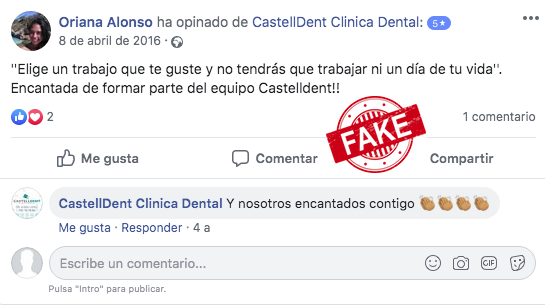 Oriana Alonso ha opinado de CastellDent Clinica Dental: 5★
8 de abril de 2016 ·
"Elige un trabajo que te guste y no tendrás que trabajar ni un día de tu vida".
Encantada de formar parte del equipo Castelldent!!
2
1 comentario
FAKE
Me gusta
Comentar
Compartir
CASTELLDENT
CastellDent Clinica Dental Y nosotros encantados contigo 👏👏👏👏
Me gusta · Responder · 4 a
Escribe un comentario...
GIF
Pulsa "Intro" para publicar.